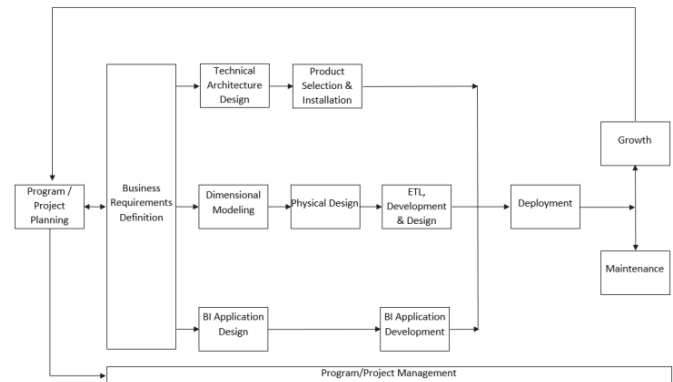 Technical
Architecture
Design
Product
Selection &
Installation
Growth
Program /
Project
Planning
Business
Requirements
Definition
Dimensional
Modeling
Physical Design
ETL,
Development
& Design
Deployment
Maintenance
BI Application
Design
BI Application
Development
Program/Project Management